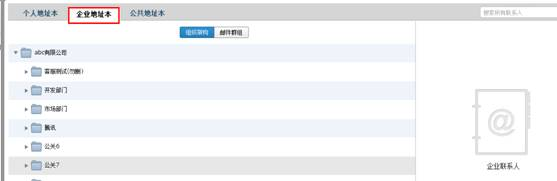 个人地址本 企业地址本 公共地址本 搜索所有联系人
组织架构 邮件群组
abc有限公司
客服测试(勿删)
开发部门
市场部门
腾讯
公关6
公关7
@
企业联系人